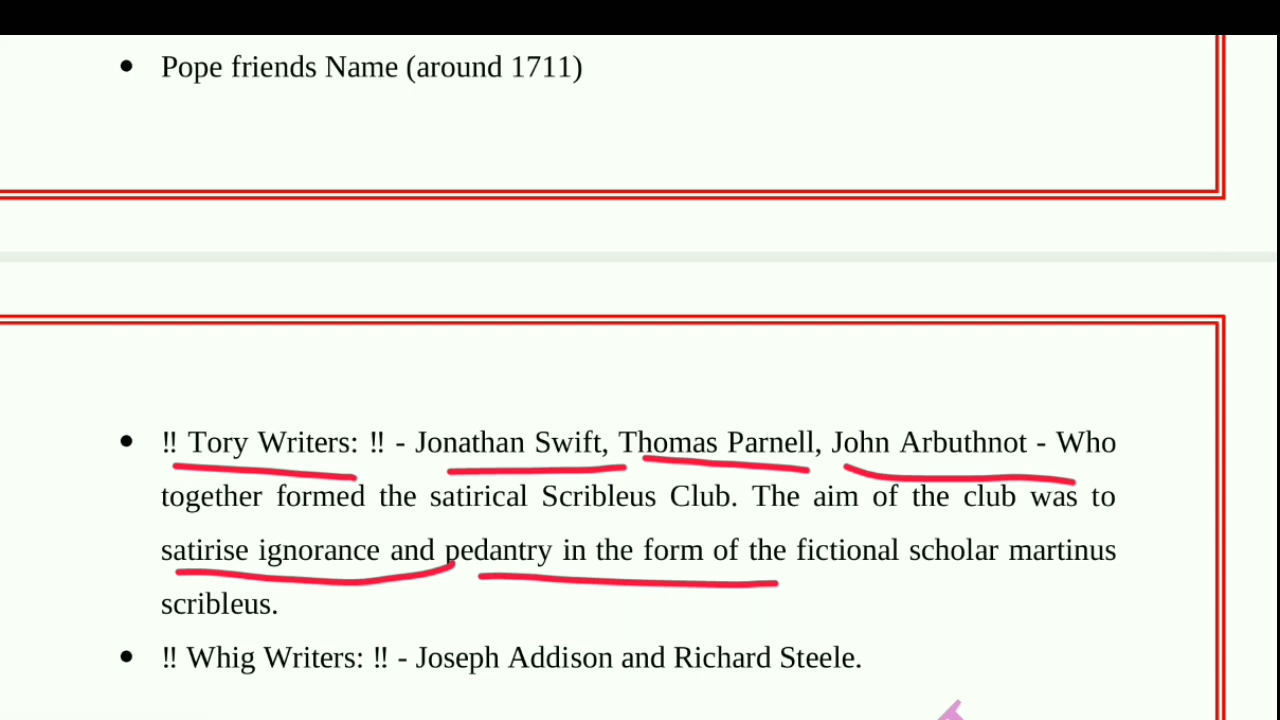 • Pope friends Name (around 1711)
• ‼ Tory Writers: ‼ - Jonathan Swift, Thomas Parnell, John Arbuthnot - Who
together formed the satirical Scribleus Club. The aim of the club was to
satirise ignorance and pedantry in the form of the fictional scholar martinus
scribleus.
• ‼ Whig Writers: ‼ - Joseph Addison and Richard Steele.